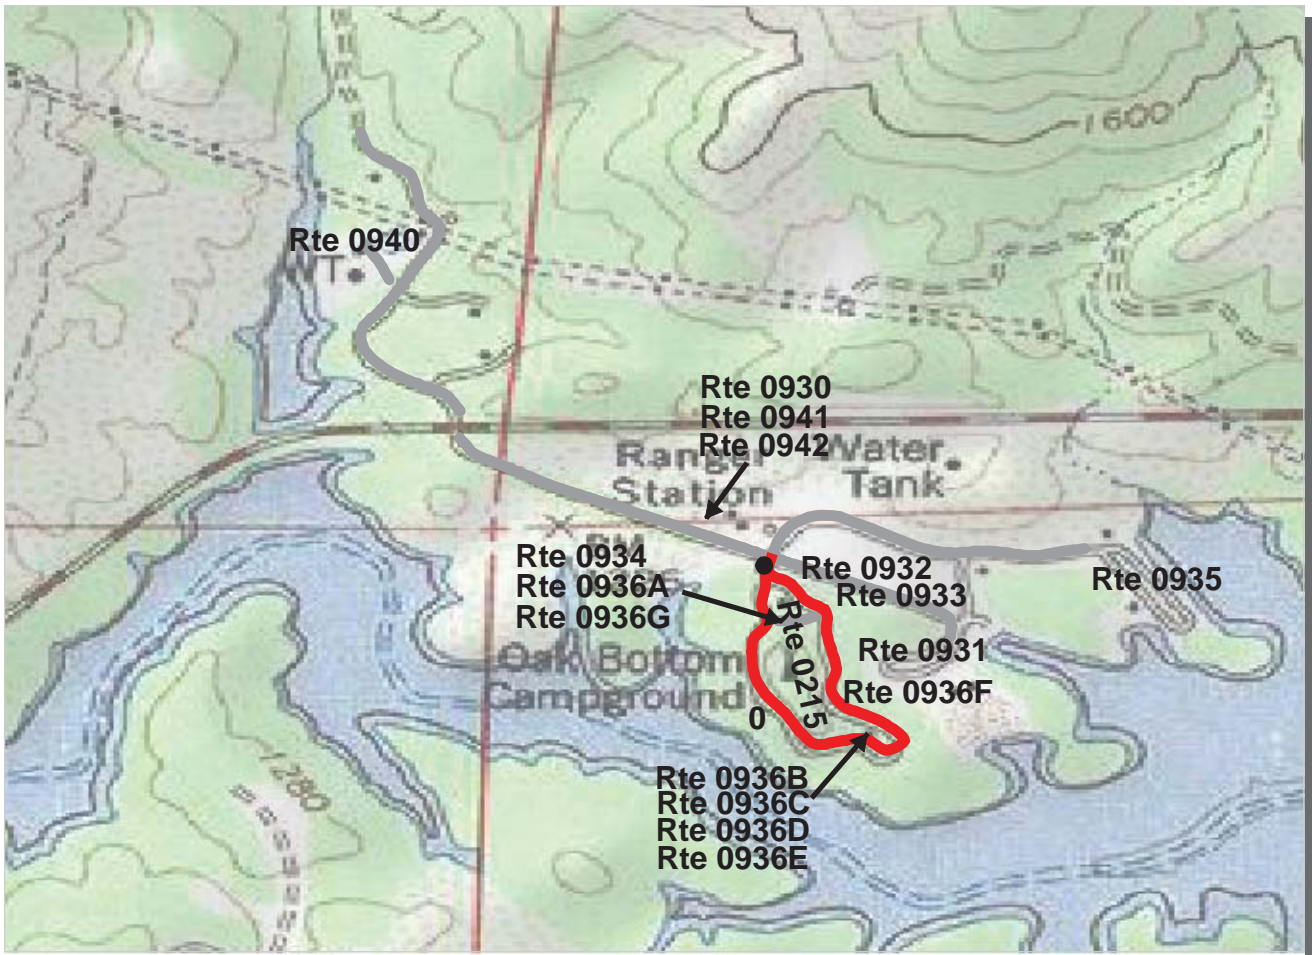 1600
Rte 0940
WT
Rte 0930
Rte 0941
Rte 0942
Ranger
Station
Water
Tank
BM
Rte 0934
Rte 0936A
Rte 0936G
Rte 0932
Rte 0933
Rte 0935
Rte 0215
Rte 0931
Oak Bottom
Campground
Rte 0936F
0
1280
Rte 0936B
Rte 0936C
Rte 0936D
Rte 0936E